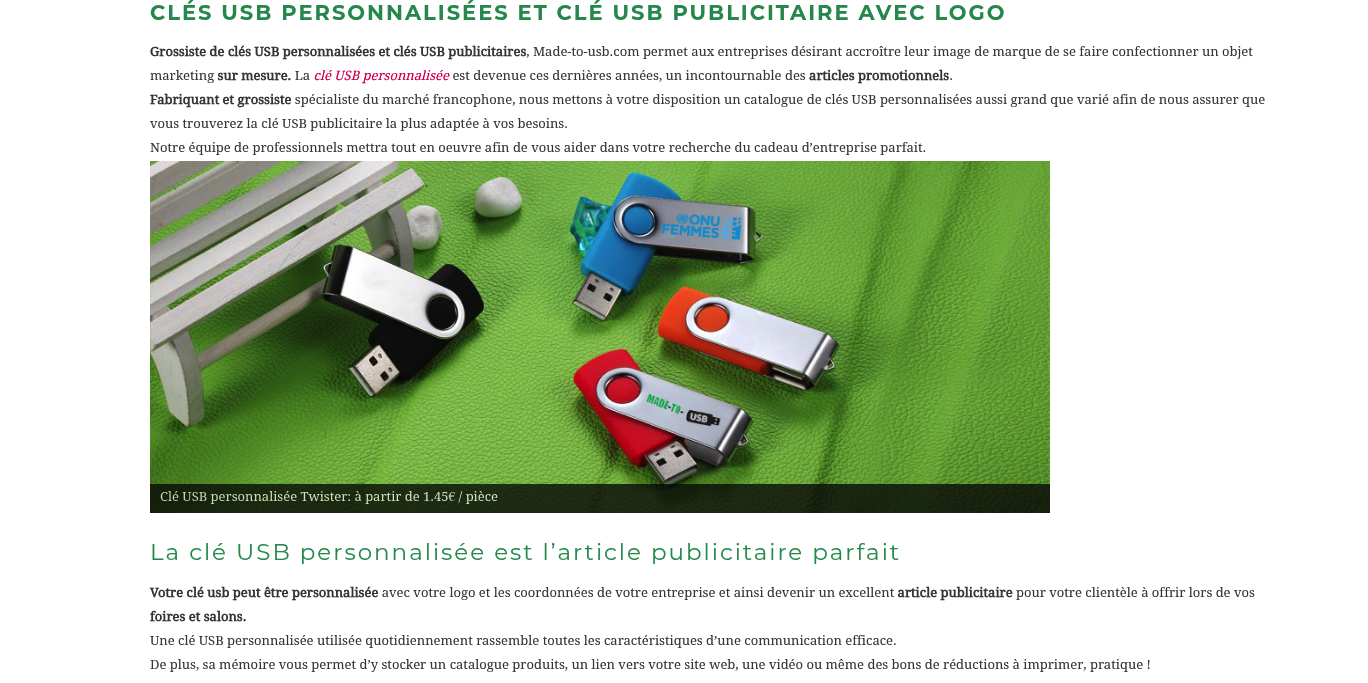 CLÉS USB PERSONNALISÉES ET CLÉ USB PUBLICITAIRE AVEC LOGO
Grossiste de clés USB personnalisées et clés USB publicitaires, Made-to-usb.com permet aux entreprises désirant accroître leur image de marque de se faire confectionner un objet
marketing sur mesure. La clé USB personnalisée est devenue ces dernières années, un incontournable des articles promotionnels.
Fabriquant et grossiste spécialiste du marché francophone, nous mettons à votre disposition un catalogue de clés USB personnalisées aussi grand que varié afin de nous assurer que
vous trouverez la clé USB publicitaire la plus adaptée à vos besoins.
Notre équipe de professionnels mettra tout en oeuvre afin de vous aider dans votre recherche du cadeau d’entreprise parfait.
ONU
FEMMES
MADE-TO-USB
Clé USB personnalisée Twister: à partir de 1.45€ / pièce
La clé USB personnalisée est l’article publicitaire parfait
Votre clé usb peut être personnalisée avec votre logo et les coordonnées de votre entreprise et ainsi devenir un excellent article publicitaire pour votre clientèle à offrir lors de vos
foires et salons.
Une clé USB personnalisée utilisée quotidiennement rassemble toutes les caractéristiques d’une communication efficace.
De plus, sa mémoire vous permet d’y stocker un catalogue produits, un lien vers votre site web, une vidéo ou même des bons de réductions à imprimer, pratique !